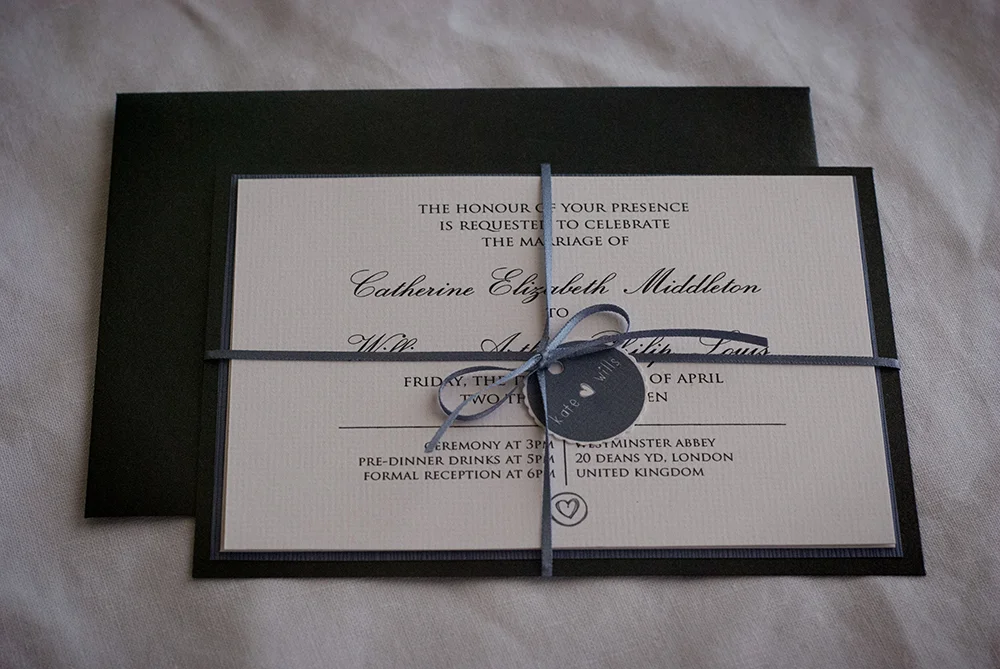 THE HONOUR OF YOUR PRESENCE
IS REQUESTED TO CELEBRATE
THE MARRIAGE OF
Catherine Elizabeth Middleton
TO
Louis
FRIDAY, THE OF APRIL
TWO
kate wills
CEREMONY AT 3PM
PRE-DINNER DRINKS AT 5PM
FORMAL RECEPTION AT 6PM
WESTMINSTER ABBEY
20 DEANS YD, LONDON
UNITED KINGDOM